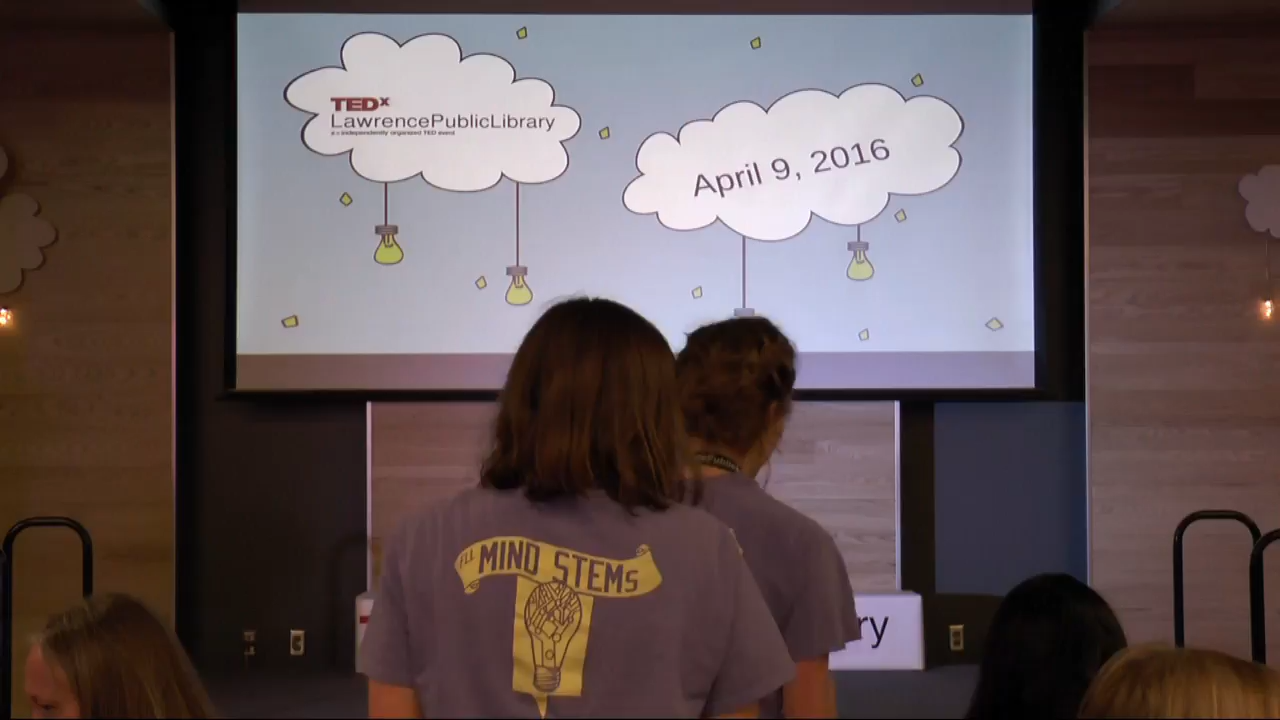 TEDx
LawrencePublicLibrary
April 9, 2016
MIND STEMS
ry